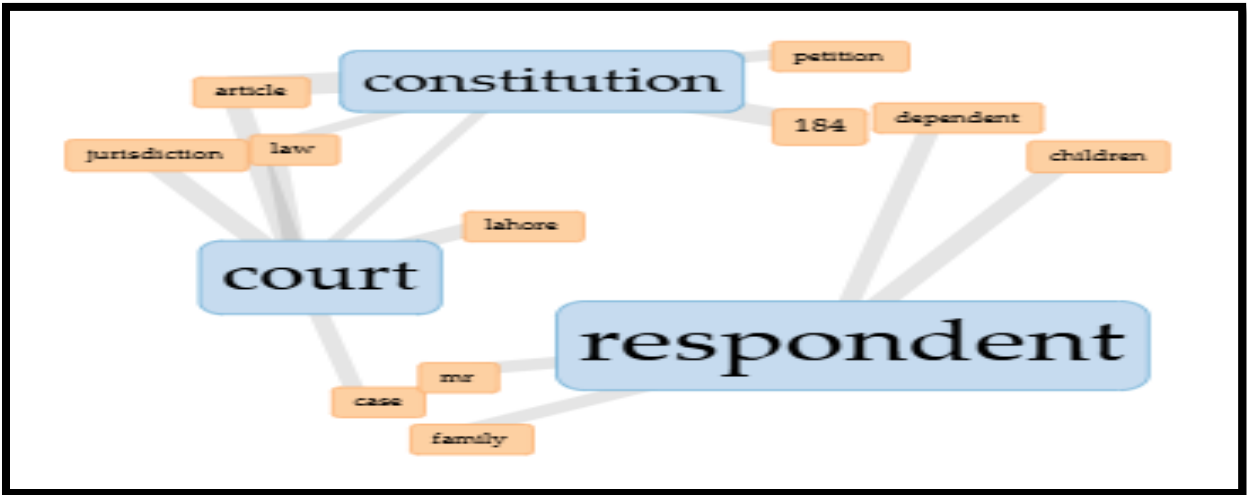 constitution
petition
article
184
dependent
jurisdiction
law
children
lahore
court
respondent
mr
case
family